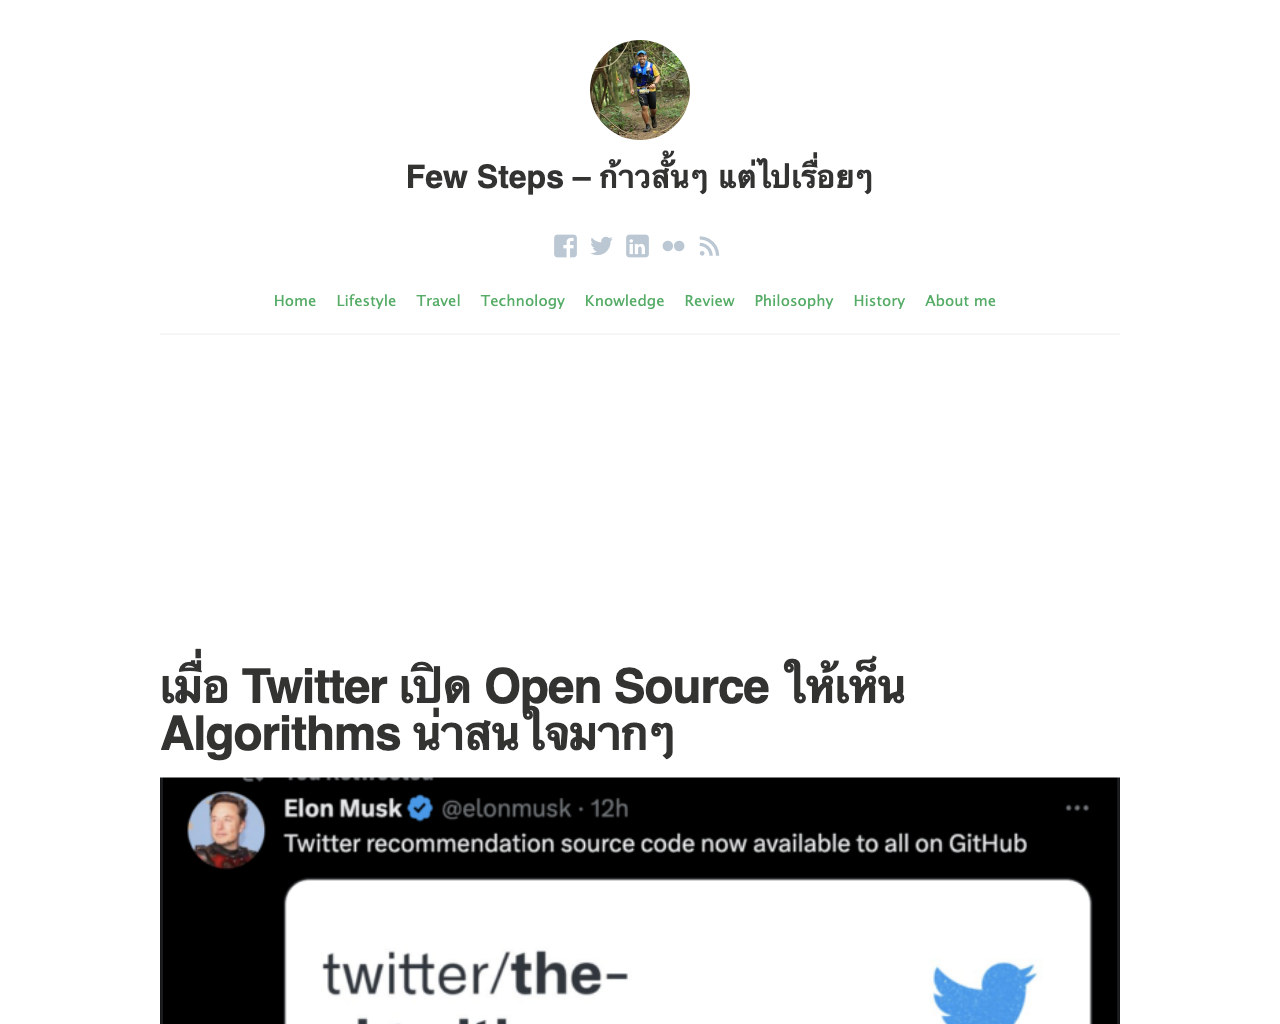 Few Steps – ก้าวสั้นๆ แต่ไปเรื่อยๆ
Home Lifestyle Travel Technology Knowledge Review Philosophy History About me
เมื่อ Twitter เปิด Open Source ให้เห็น
Algorithms น่าสนใจมากๆ
Elon Musk @elonmusk · 12h
Twitter recommendation source code now available to all on GitHub
twitter/the-